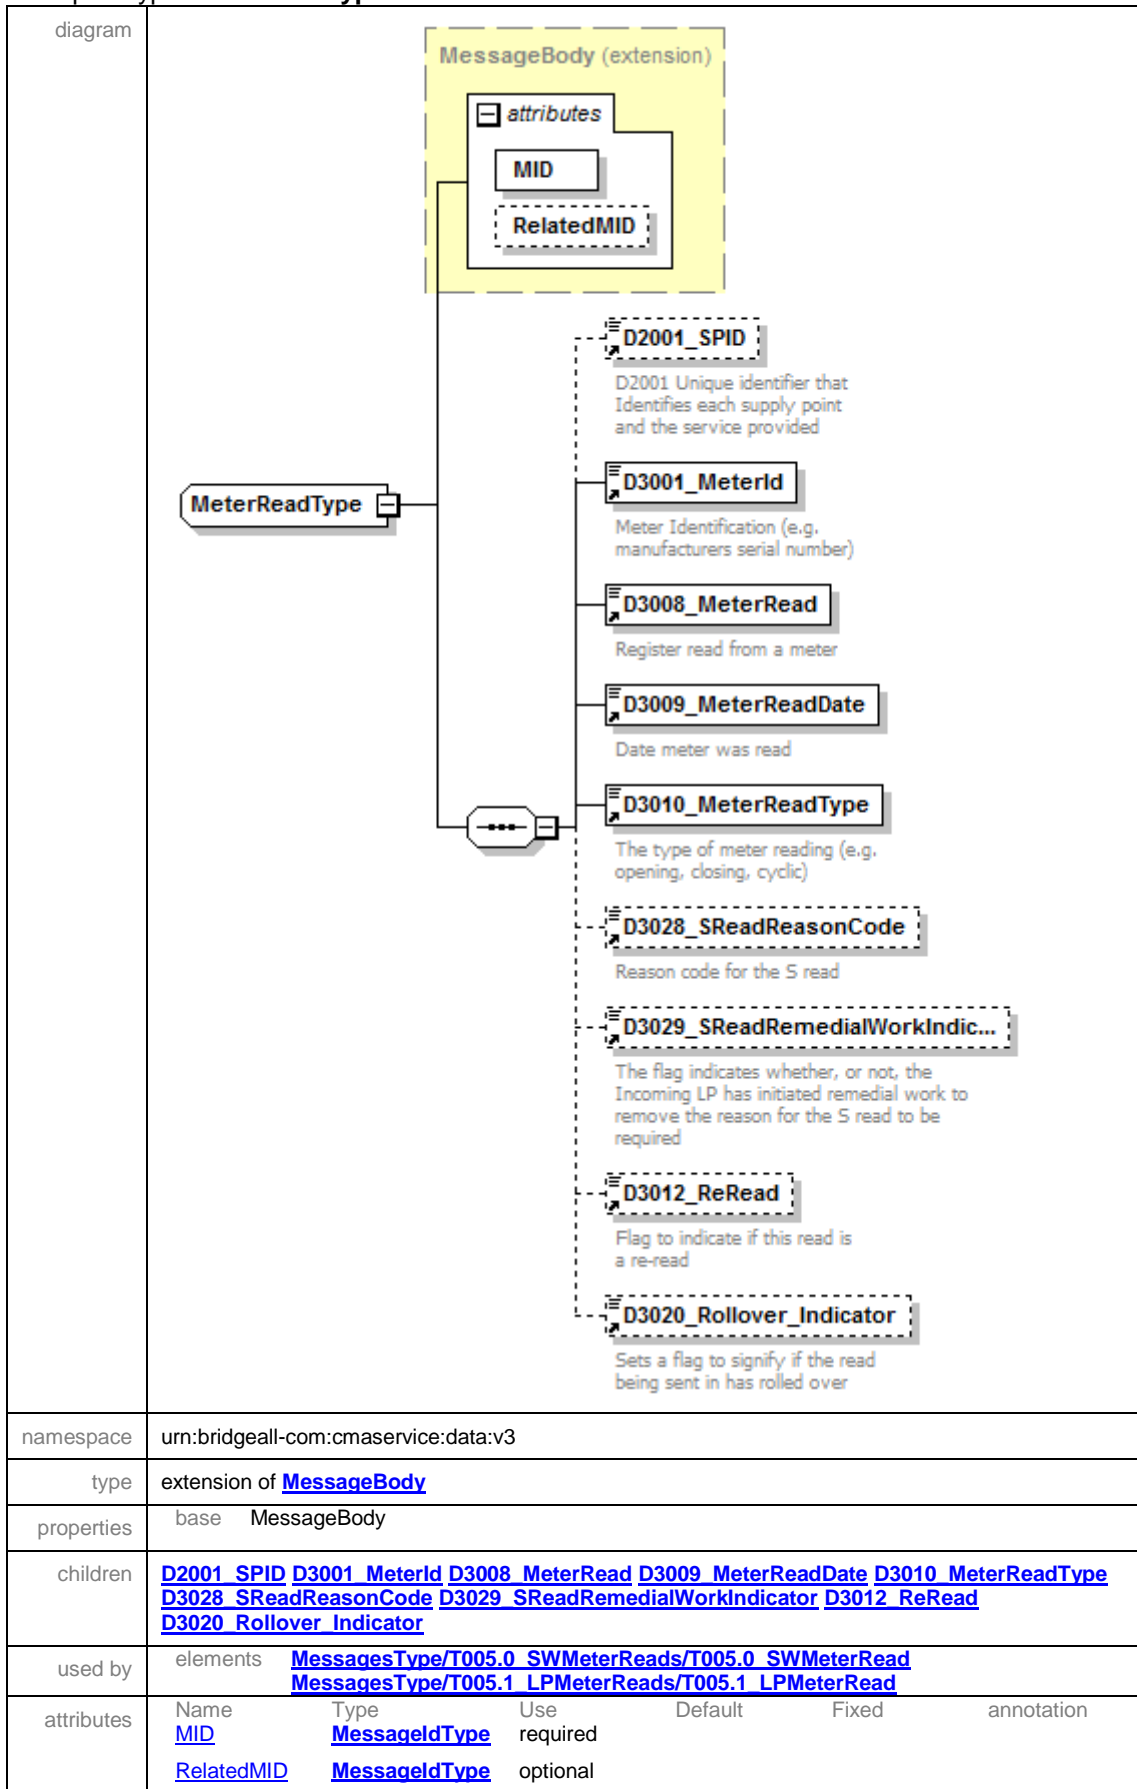 diagram
MessageBody (extension)
attributes
MID
RelatedMID
D2001_SPID
D2001 Unique identifier that
Identifies each supply point
and the service provided
MeterReadType
D3001_MeterId
Meter Identification (e.g.
manufacturers serial number)
D3008_MeterRead
Register read from a meter
D3009_MeterReadDate
Date meter was read
D3010_MeterReadType
The type of meter reading (e.g.
opening, closing, cyclic)
D3028_SReadReasonCode
Reason code for the S read
D3029_SReadRemedialWorkIndic...
The flag indicates whether, or not, the
Incoming LP has initiated remedial work to
remove the reason for the S read to be
required
D3012_ReRead
Flag to indicate if this read is
a re-read
D3020_Rollover_Indicator
Sets a flag to signify if the read
being sent in has rolled over
namespace urn:bridgeall-com:cmaservice:data:v3
type extension of MessageBody
properties base MessageBody
children D2001_SPID D3001_MeterId D3008_MeterRead D3009_MeterReadDate D3010_MeterReadType
D3028_SReadReasonCode D3029_SReadRemedialWorkIndicator D3012_ReRead
D3020_Rollover_Indicator
used by elements MessagesType/T005.0_SWMeterReads/T005.0_SWMeterRead
MessagesType/T005.1_LPMeterReads/T005.1_LPMeterRead
attributes Name Type Use Default Fixed annotation
MID MessageIdType required
RelatedMID MessageIdType optional